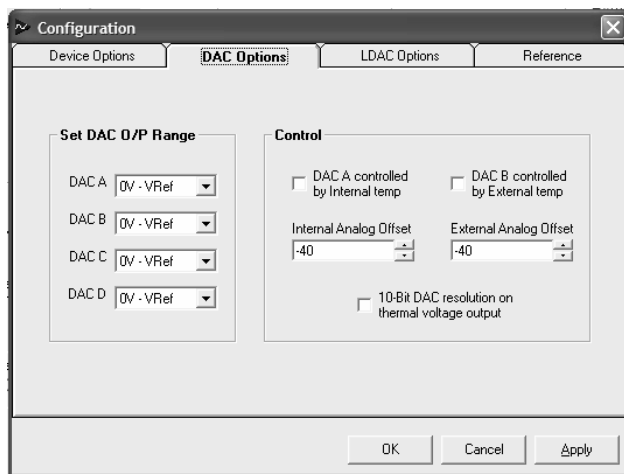 Configuration
Device Options
DAC Options
LDAC Options
Reference
Set DAC O/P Range
DAC A
0V - VRef
DAC B
0V - VRef
DAC C
0V - VRef
DAC D
0V - VRef
Control
DAC A controlled
by Internal temp
DAC B controlled
by External temp
Internal Analog Offset
-40
External Analog Offset
-40
10-Bit DAC resolution on
thermal voltage output
OK
Cancel
Apply